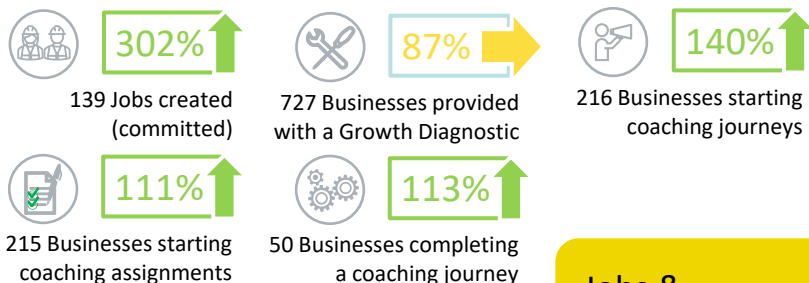 302%
139 Jobs created
(committed)
87%
727 Businesses provided
with a Growth Diagnostic
140%
216 Businesses starting
coaching journeys
111%
215 Businesses starting
coaching assignments
113%
50 Businesses completing
a coaching journey
Jobs &